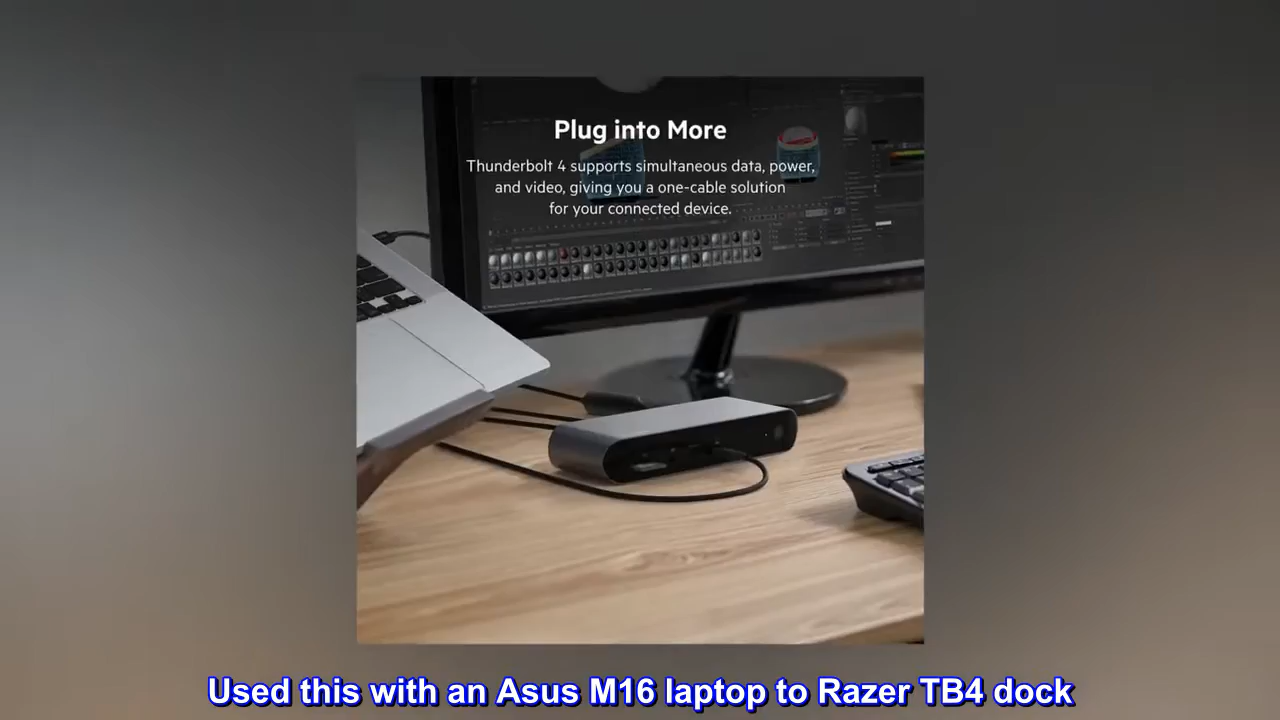 Plug into More
Thunderbolt 4 supports simultaneous data, power,
and video, giving you a one-cable solution
for your connected device.
Used this with an Asus M16 laptop to Razer TB4 dock